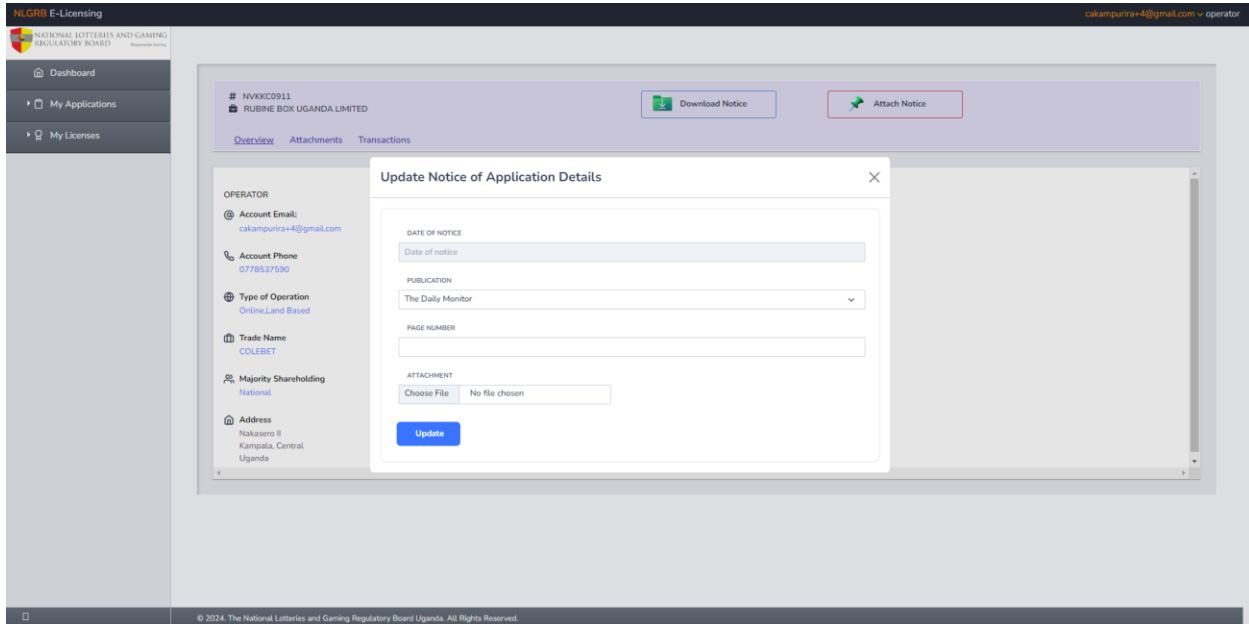 NLGRB E-Licensing
cakampurira+4@gmail.com operator
NATIONAL LOTTERIES AND GAMING
REGULATORY BOARD
Dashboard
My Applications
My Licenses
# NVKKC0911
RUBINE BOX UGANDA LIMITED
Download Notice
Attach Notice
Overview Attachments Transactions
OPERATOR
Account Email:
cakampurira+4@gmail.com
Account Phone
0778537590
Type of Operation
Online,Land Based
Trade Name
COLEBET
Majority Shareholding
National
Address
Nakasero II
Kampala, Central
Uganda
Update Notice of Application Details
DATE OF NOTICE
Date of notice
PUBLICATION
The Daily Monitor
PAGE NUMBER
ATTACHMENT
Choose File No file chosen
Update
© 2024. The National Lotteries and Gaming Regulatory Board Uganda. All Rights Reserved.